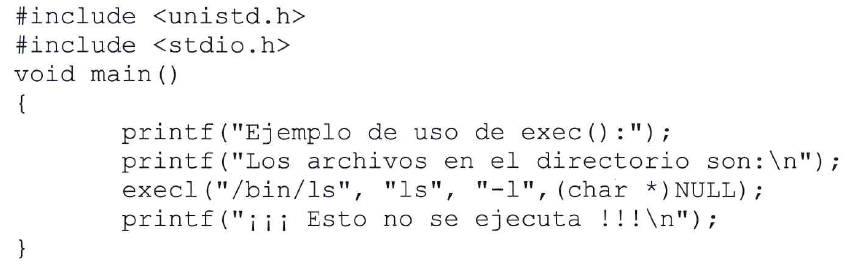 #include <unistd.h>
#include <stdio.h>
void main()
{
printf("Ejemplo de uso de exec():");
printf("Los archivos en el directorio son:\n");
execl("/bin/ls", "ls", "-l",(char *)NULL);
printf("¡¡¡ Esto no se ejecuta !!!\n");
}